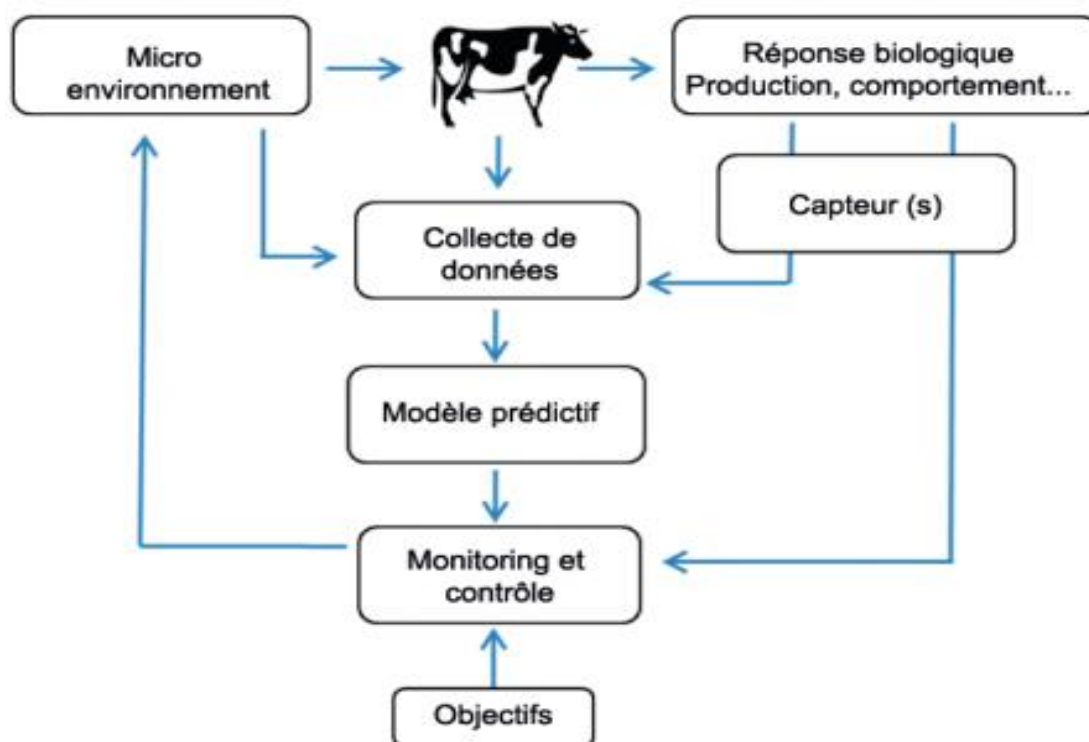 Micro
environnement
Réponse biologique
Production, comportement...
Capteur (s)
Collecte de
données
Modèle prédictif
Monitoring et
contrôle
Objectifs